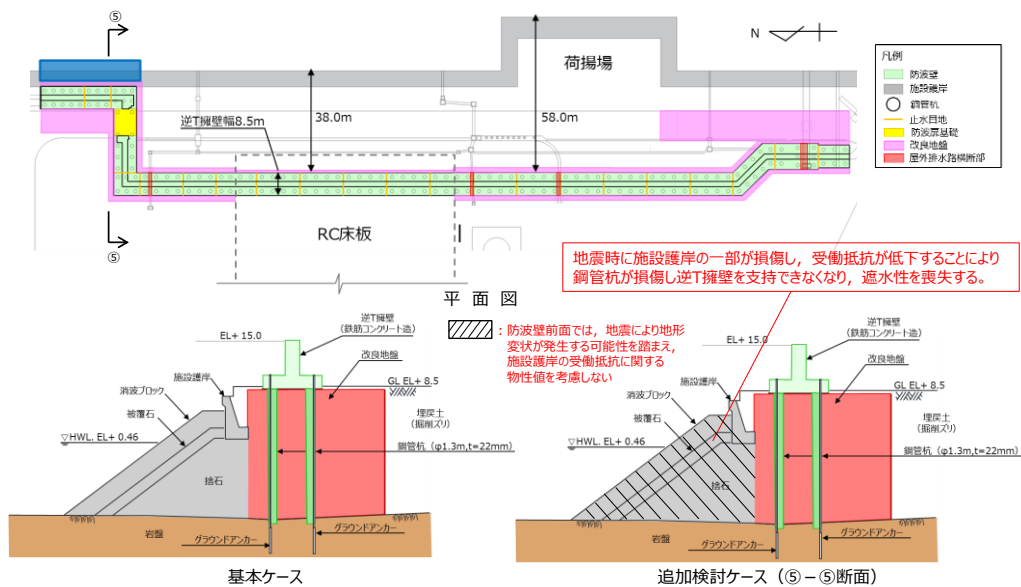 ⑤
N
荷揚場
逆T擁壁幅8.5m
38.0m
58.0m
凡例
防波壁
施設護岸
鋼管杭
止水目地
防波扉基礎
改良地盤
屋外排水路横断部
RC床板
⑤
平 面 図
地震時に施設護岸の一部が損傷し，受働抵抗が低下することにより
鋼管杭が損傷し逆T擁壁を支持できなくなり，遮水性を喪失する。
：防波壁前面では，地震により地形
変状が発生する可能性を踏まえ，
施設護岸の受働抵抗に関する
物性値を考慮しない
逆T擁壁
(鉄筋コンクリート造)
EL+ 15.0
改良地盤
施設護岸
GL EL+ 8.5
消波ブロック
被覆石
埋戻土
(掘削ズリ)
▽HWL. EL+ 0.46
鋼管杭（φ1.3m,t=22mm）
捨石
岩盤
グラウンドアンカー
グラウンドアンカー
基本ケース
逆T擁壁
(鉄筋コンクリート造)
EL+ 15.0
改良地盤
施設護岸
GL EL+ 8.5
消波ブロック
被覆石
埋戻土
(掘削ズリ)
▽HWL. EL+ 0.46
鋼管杭（φ1.3m,t=22mm）
捨石
岩盤
グラウンドアンカー
グラウンドアンカー
追加検討ケース（⑤－⑤断面）